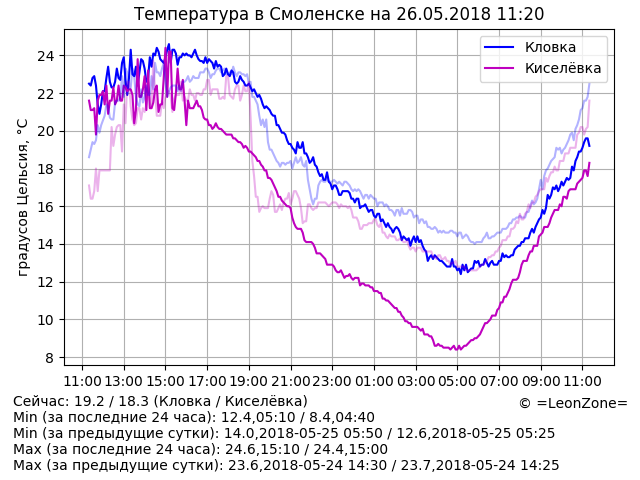 Температура в Смоленске на 26.05.2018 11:20
Кловка
Киселёвка
градусов Цельсия, °C
24
22
20
18
16
14
12
10
8
11:00 13:00 15:00 17:00 19:00 21:00 23:00 01:00 03:00 05:00 07:00 09:00 11:00
Сейчас: 19.2 / 18.3 (Кловка / Киселёвка)
© =LeonZone=
Min (за последние 24 часа): 12.4,05:10 / 8.4,04:40
Min (за предыдущие сутки): 14.0,2018-05-25 05:50 / 12.6,2018-05-25 05:25
Max (за последние 24 часа): 24.6,15:10 / 24.4,15:00
Max (за предыдущие сутки): 23.6,2018-05-24 14:30 / 23.7,2018-05-24 14:25